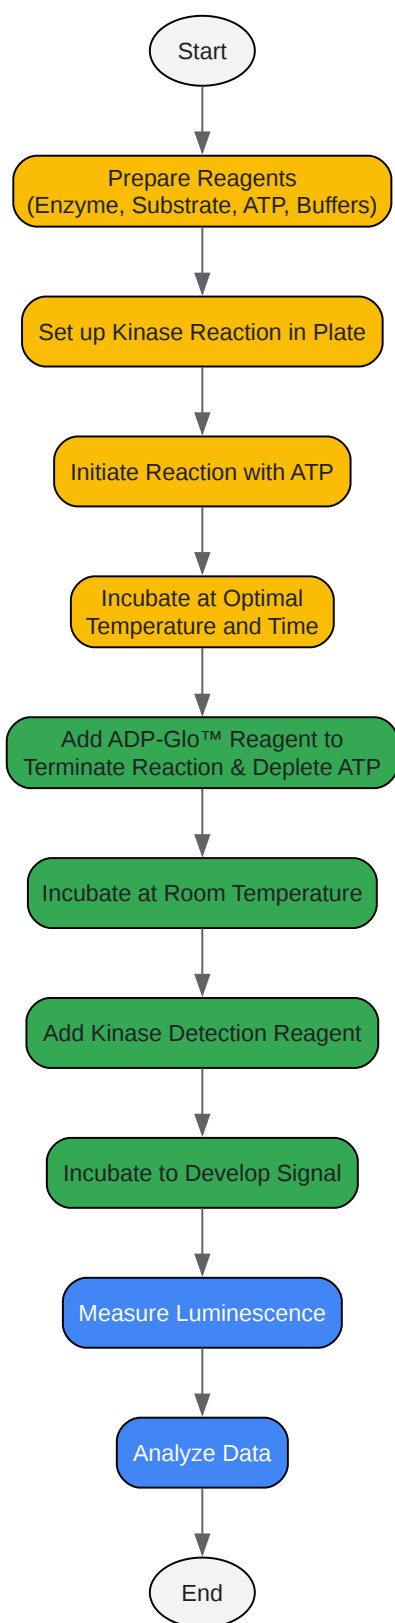 Start
Prepare Reagents
(Enzyme, Substrate, ATP, Buffers)
Set up Kinase Reaction in Plate
Initiate Reaction with ATP
Incubate at Optimal
Temperature and Time
Add ADP-Glo™ Reagent to
Terminate Reaction & Deplete ATP
Incubate at Room Temperature
Add Kinase Detection Reagent
Incubate to Develop Signal
Measure Luminescence
Analyze Data
End